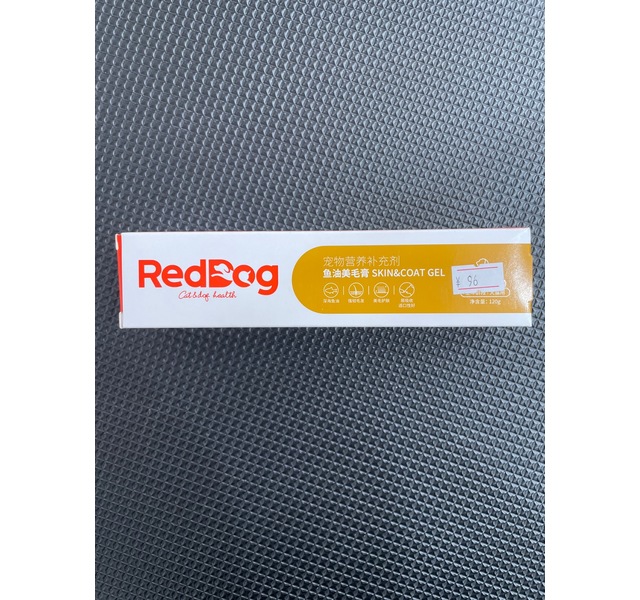 RedDog
Cat&dog health
宠物营养补充剂
鱼油美毛膏 SKIN&COAT GEL
¥ 96
净含量: 120g